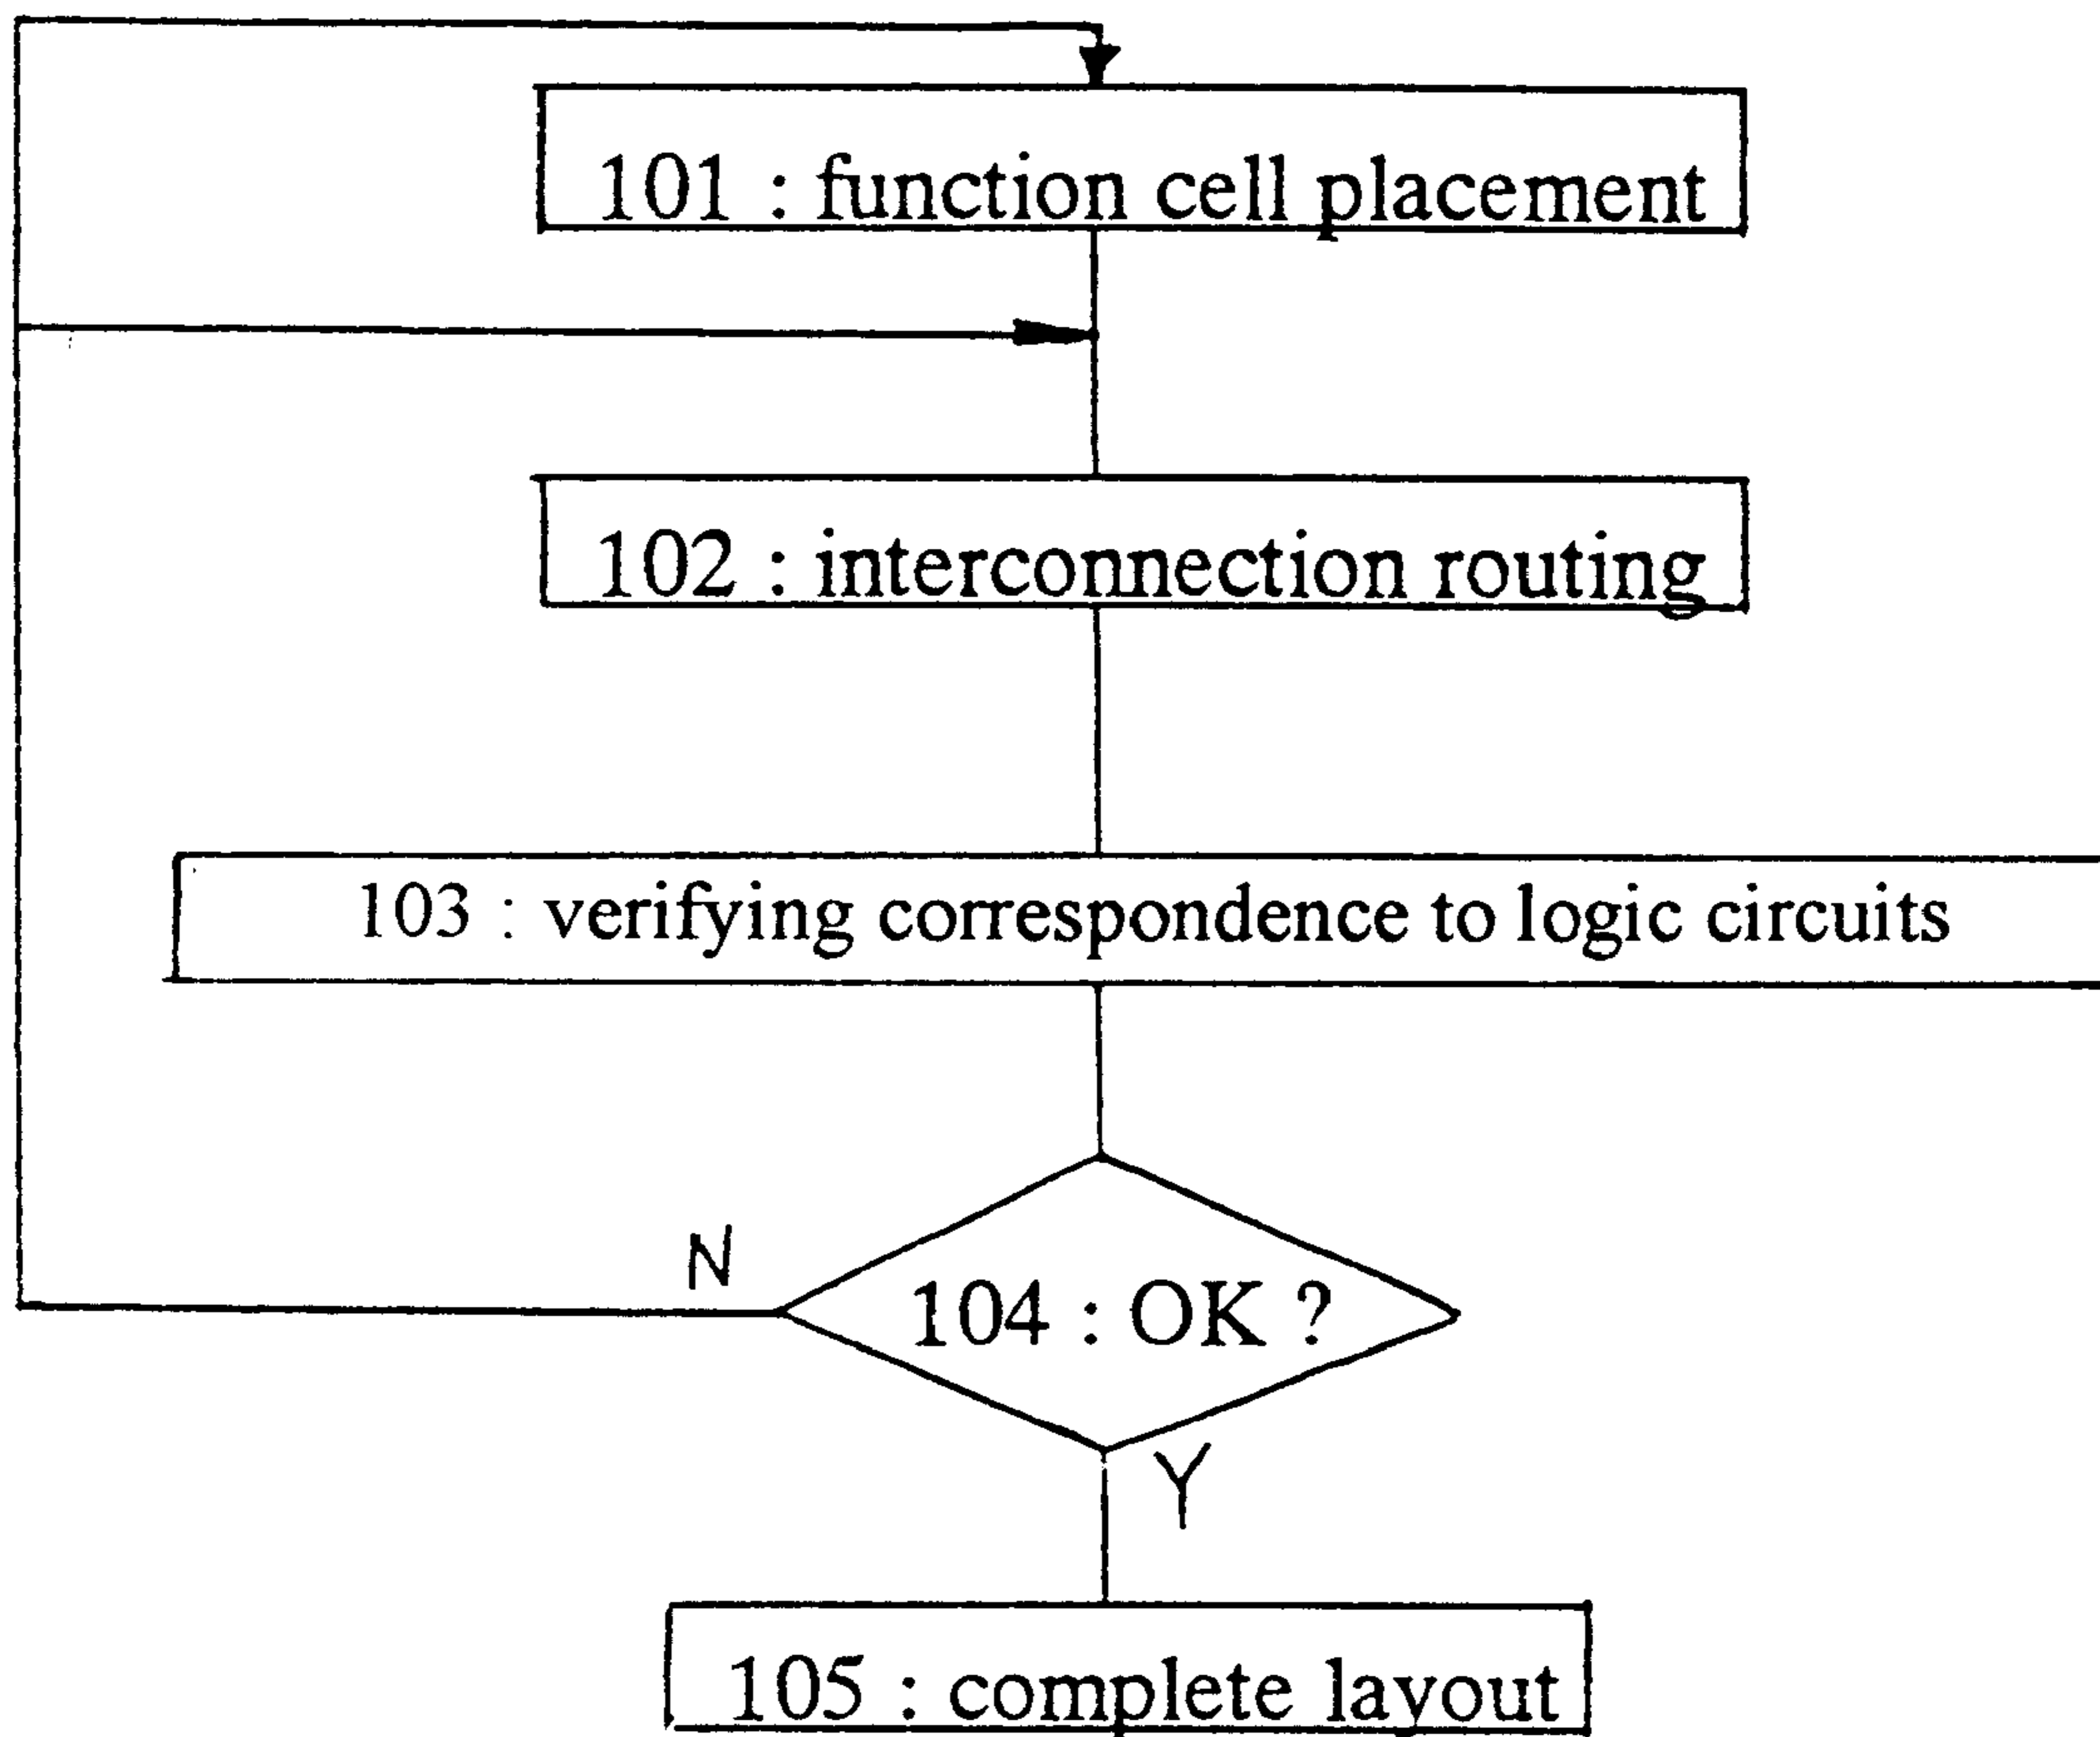 101 : function cell placement
102 : interconnection routing
103 : verifying correspondence to logic circuits
N
104 : OK ?
Y
105 : complete layout